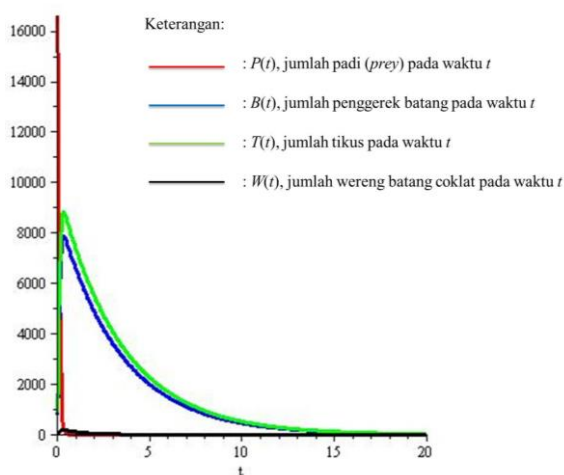 Keterangan:
: P(t), jumlah padi (prey) pada waktu t
: B(t), jumlah penggerek batang pada waktu t
: T(t), jumlah tikus pada waktu t
: W(t), jumlah wereng batang coklat pada waktu t
16000
14000
12000
10000
8000
6000
4000
2000
0
0 5 10 15 20
t